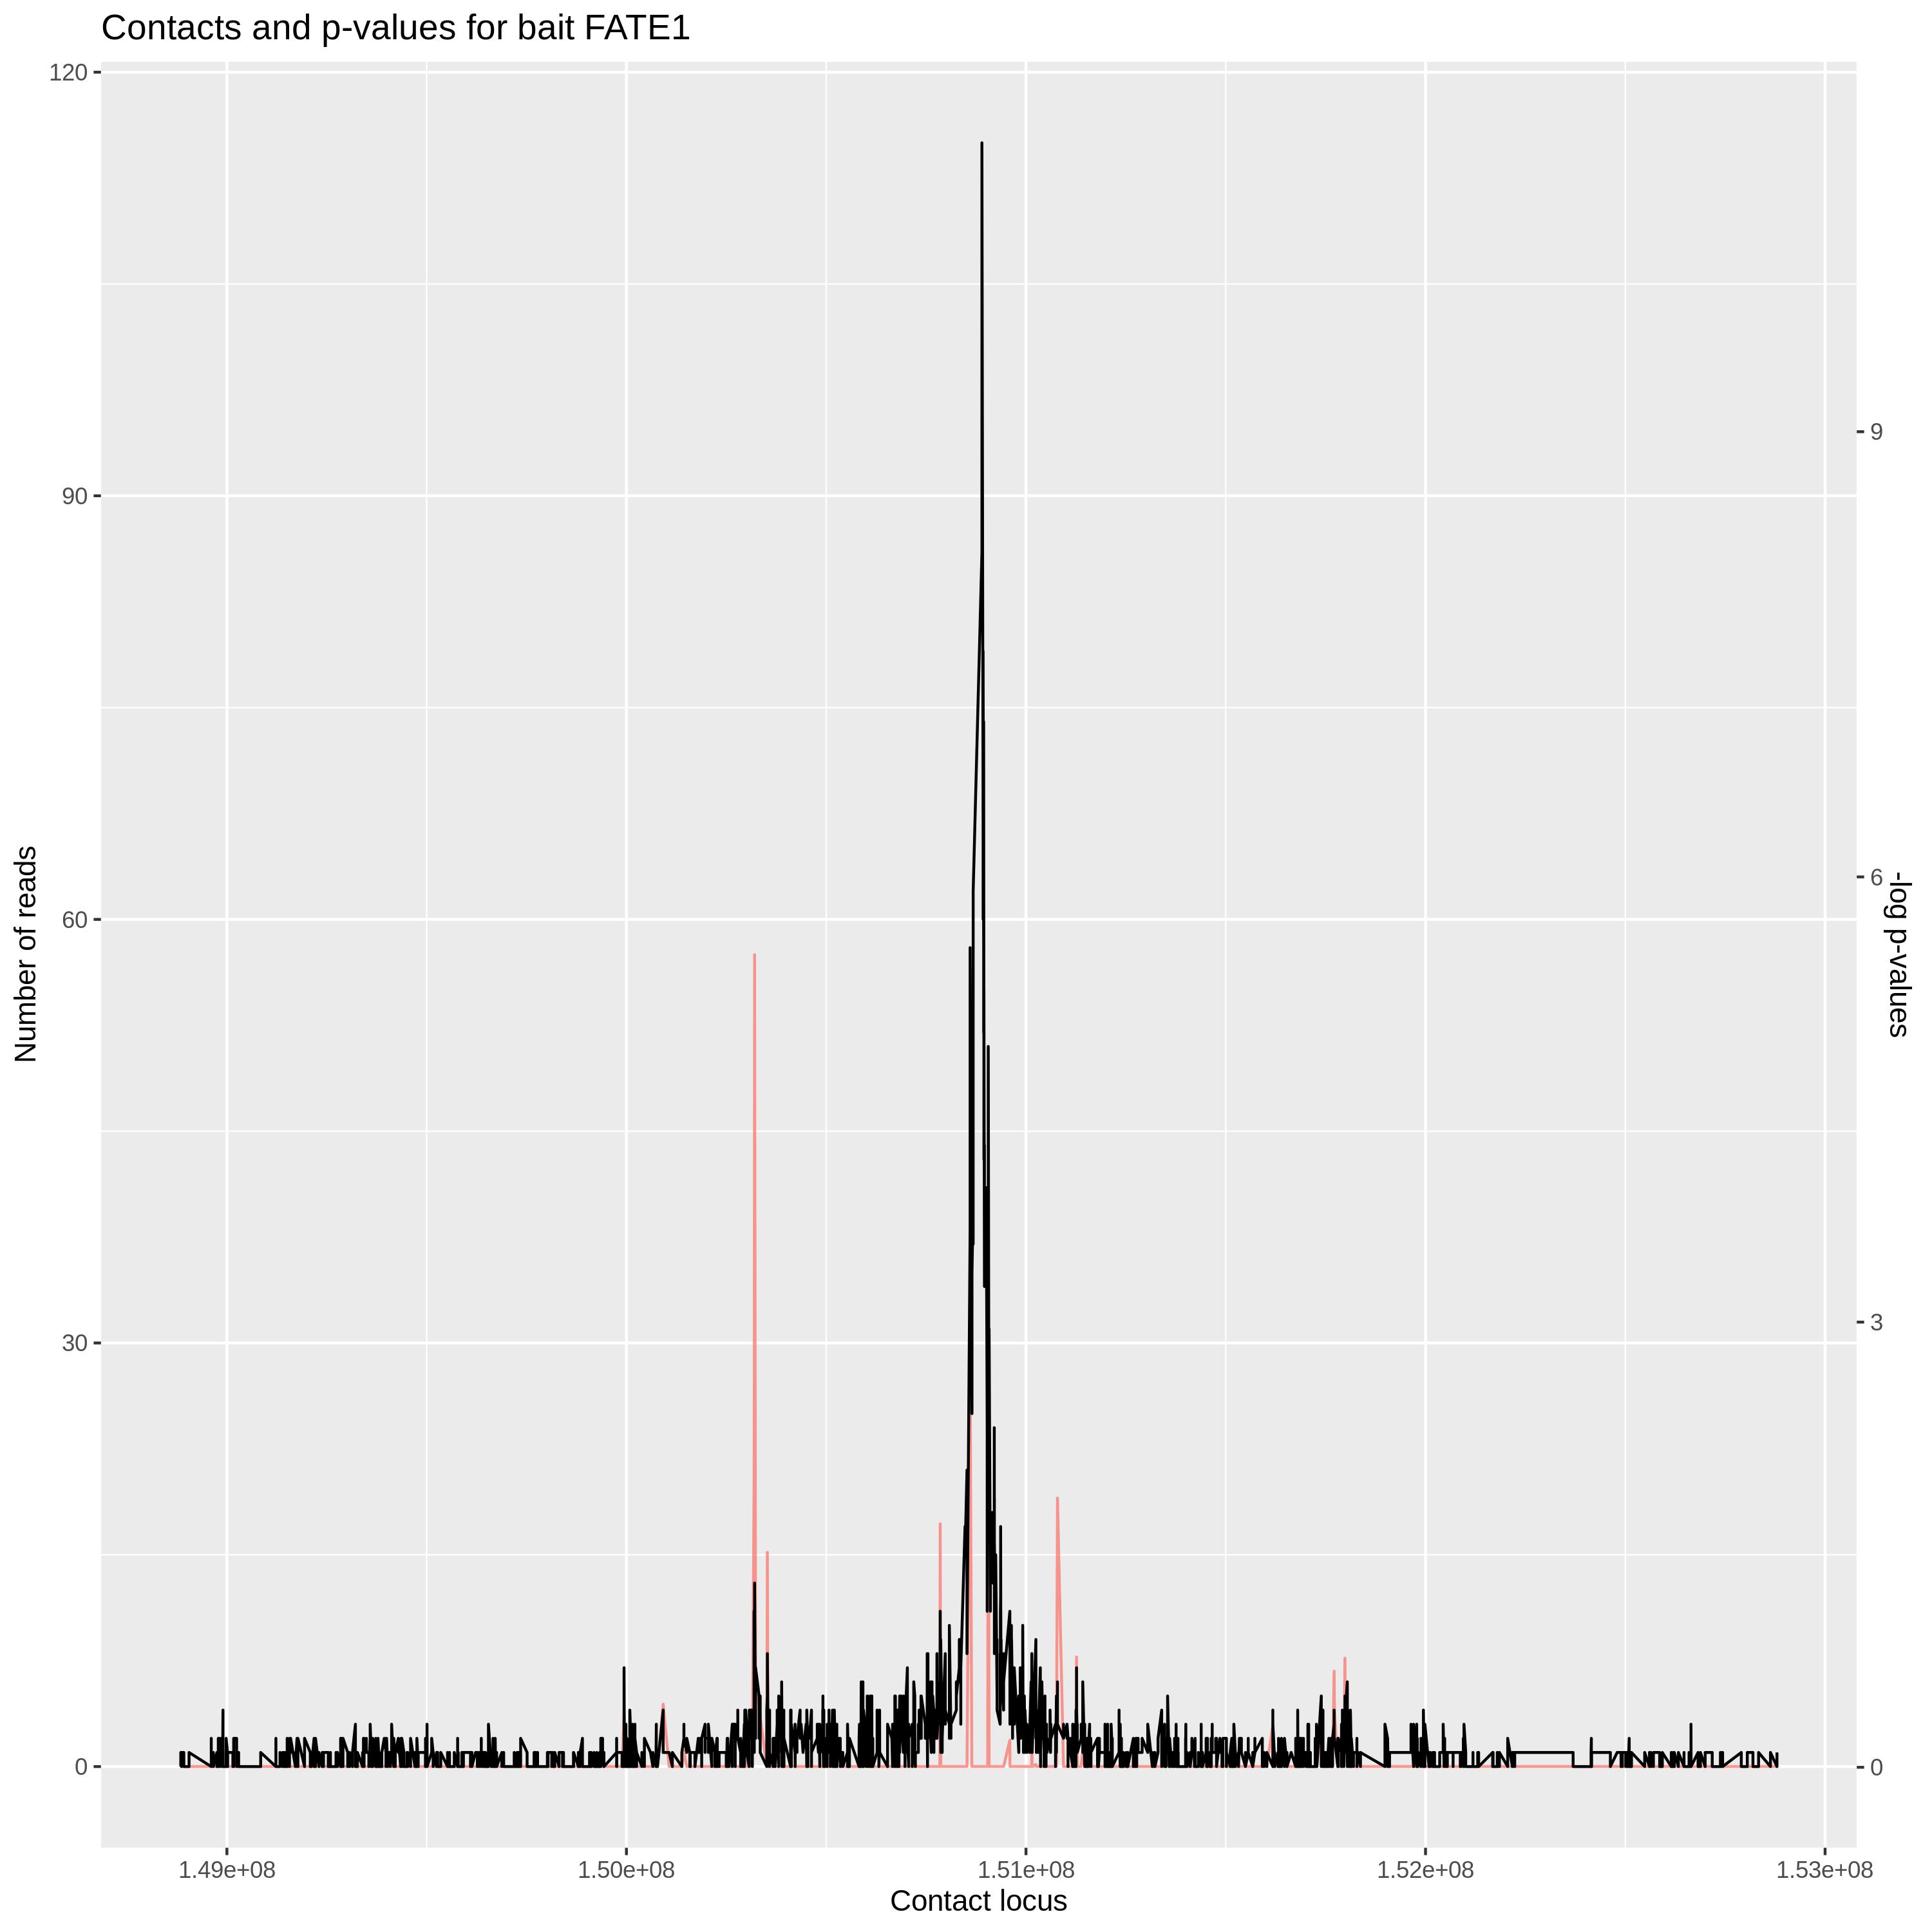 Contacts and p-values for bait FATE1
120
90
60
30
0
Number of reads
9
6
3
0
-log p-values
1.49e+08
1.50e+08
1.51e+08
1.52e+08
1.53e+08
Contact locus